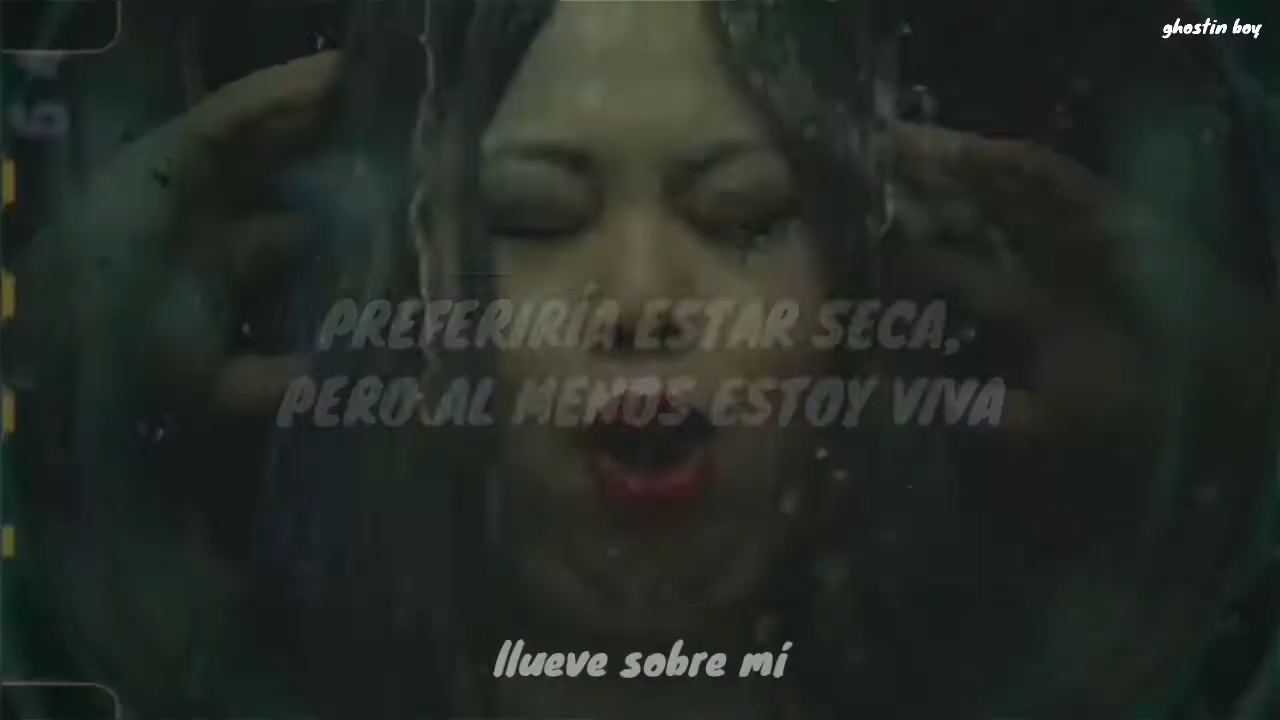 ghostin boy
PREFERIRÍA ESTAR SECA,
PERO AL MENOS ESTOY VIVA
llueve sobre mí